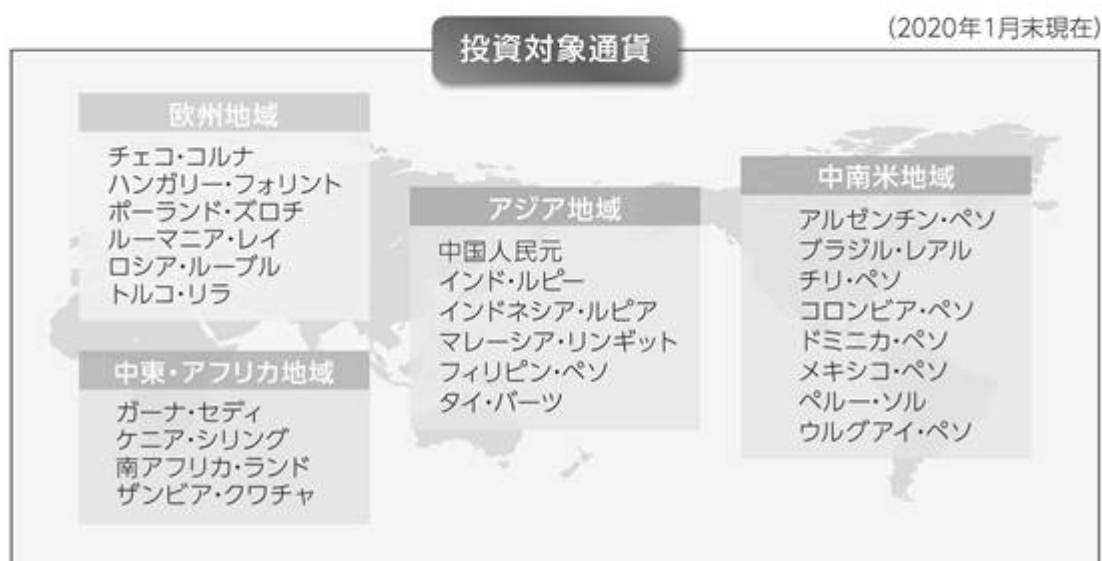 (2020年1月末現在)
投資対象通貨
欧州地域
チェコ・コルナ
ハンガリー・フォリント
ポーランド・ズロチ
ルーマニア・レイ
ロシア・ルーブル
トルコ・リラ
中東・アフリカ地域
ガーナ・セディ
ケニア・シリング
南アフリカ・ランド
ザンビア・クワチャ
アジア地域
中国人民元
インド・ルピー
インドネシア・ルピア
マレーシア・リンギット
フィリピン・ペソ
タイ・バーツ
中南米地域
アルゼンチン・ペソ
ブラジル・レアル
チリ・ペソ
コロンビア・ペソ
ドミニカ・ペソ
メキシコ・ペソ
ペルー・ソル
ウルグアイ・ペソ